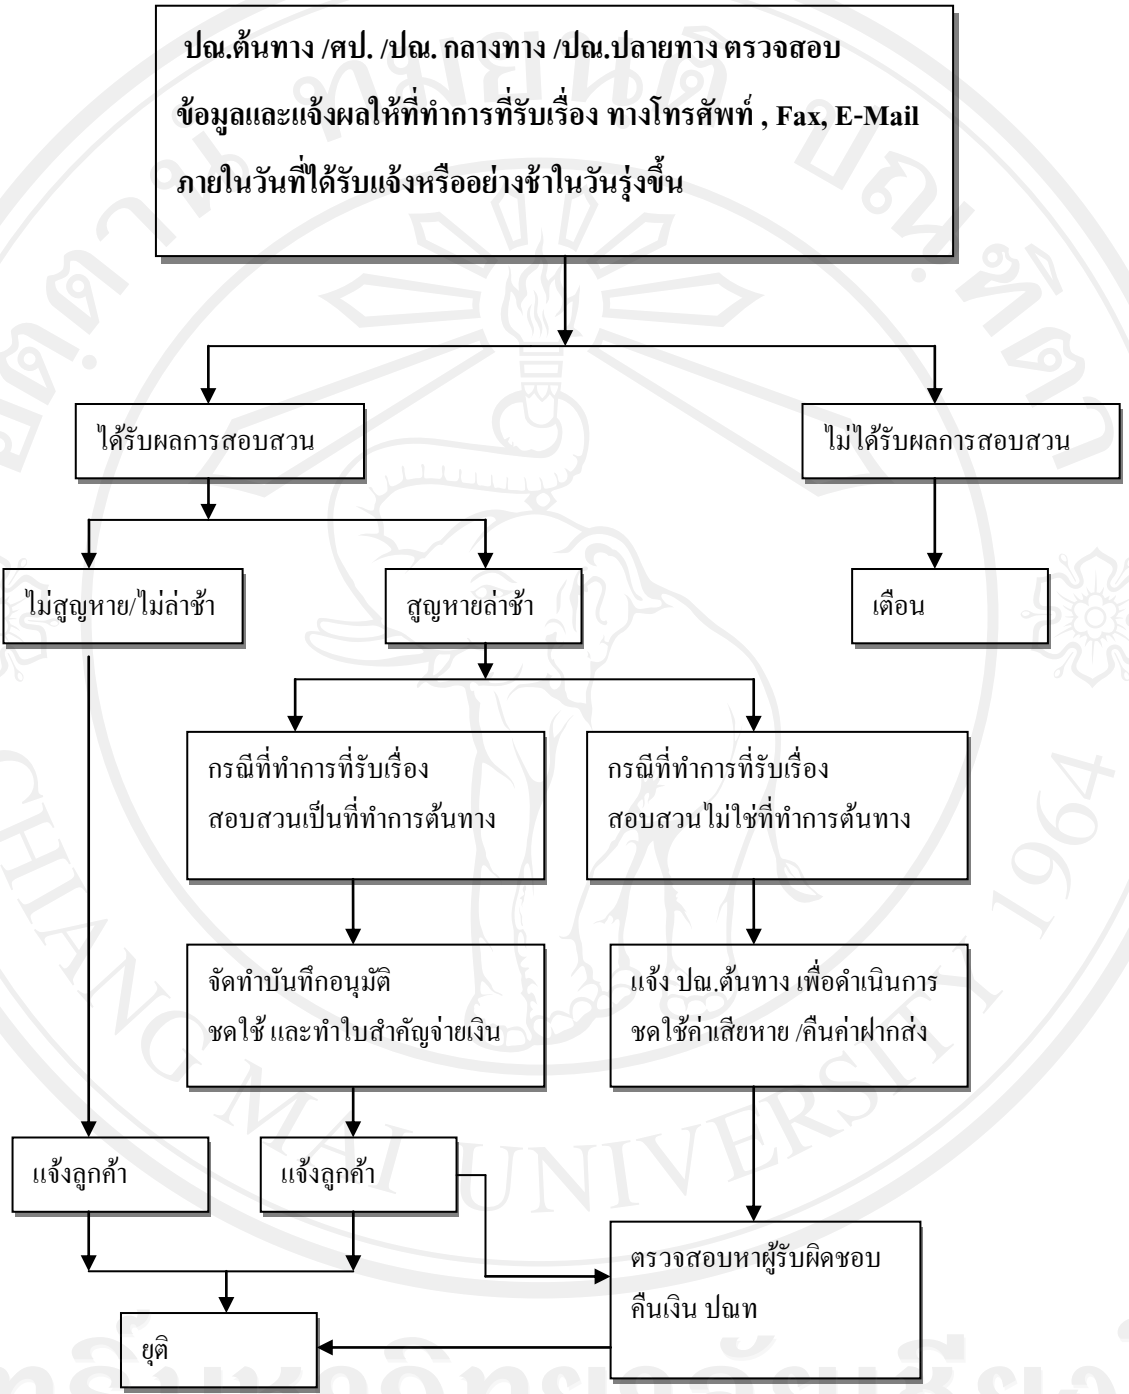 ปณ.ต้นทาง /ศป. /ปณ. กลางทาง /ปณ.ปลายทาง ตรวจสอบ
ข้อมูลและแจ้งผลให้ที่ทำการที่รับเรื่อง ทางโทรศัพท์ , Fax, E-Mail
ภายในวันที่ได้รับแจ้งหรืออย่างช้าในวันรุ่งขึ้น
ได้รับผลการสอบสวน
ไม่ได้รับผลการสอบสวน
ไม่สูญหาย/ไม่ล่าช้า
สูญหายล่าช้า
เตือน
กรณีที่ทำการที่รับเรื่อง
สอบสวนเป็นที่ทำการต้นทาง
กรณีที่ทำการที่รับเรื่อง
สอบสวนไม่ใช่ที่ทำการต้นทาง
จัดทำบันทึกอนุมัติ
ชดใช้ และทำใบสำคัญจ่ายเงิน
แจ้ง ปณ.ต้นทาง เพื่อดำเนินการ
ชดใช้ค่าเสียหาย /คืนค่าฝากส่ง
แจ้งลูกค้า
แจ้งลูกค้า
ตรวจสอบหาผู้รับผิดชอบ
คืนเงิน ปณท
ยุติ
CHIANG MAI UNIVERSITY 1964